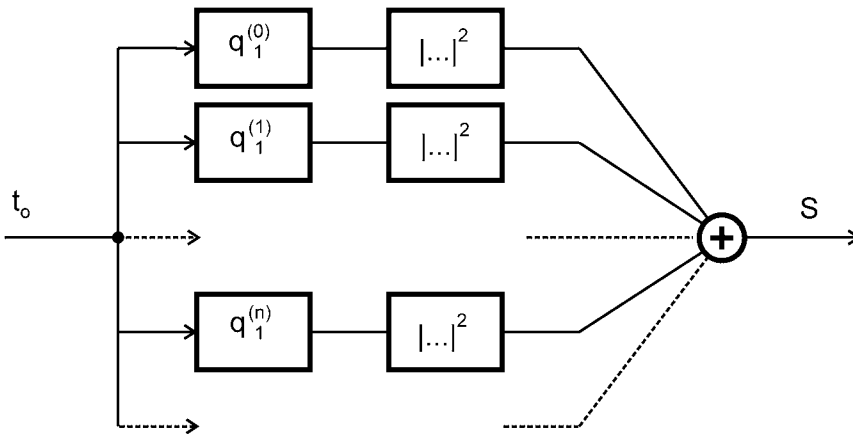 q₁⁽⁰⁾ |...|²
q₁⁽¹⁾ |...|²
tₒ S
+
q₁⁽ⁿ⁾ |...|²